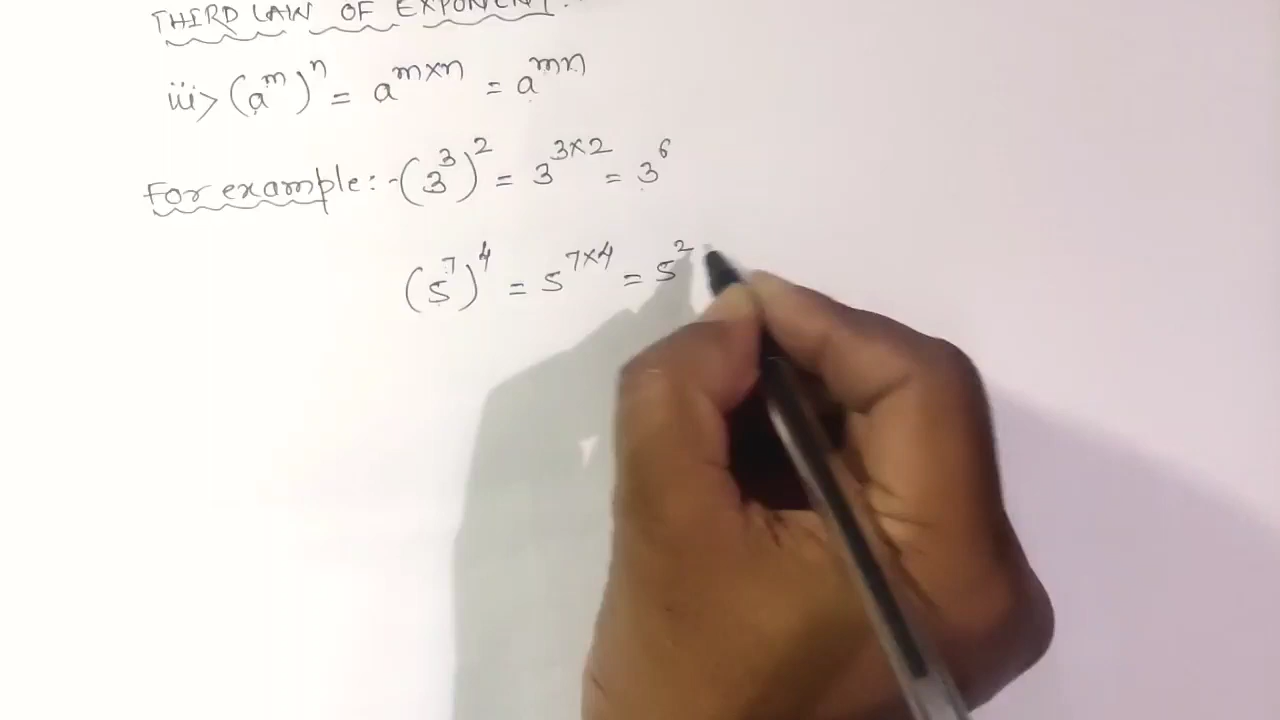 THIRD LAW OF EXPONENT:
iii> (a^m)^n = a^{m×n} = a^{mn}
For example:- (3^3)^2 = 3^{3×2} = 3^6
(5^7)^4 = 5^{7×4} = 5^2